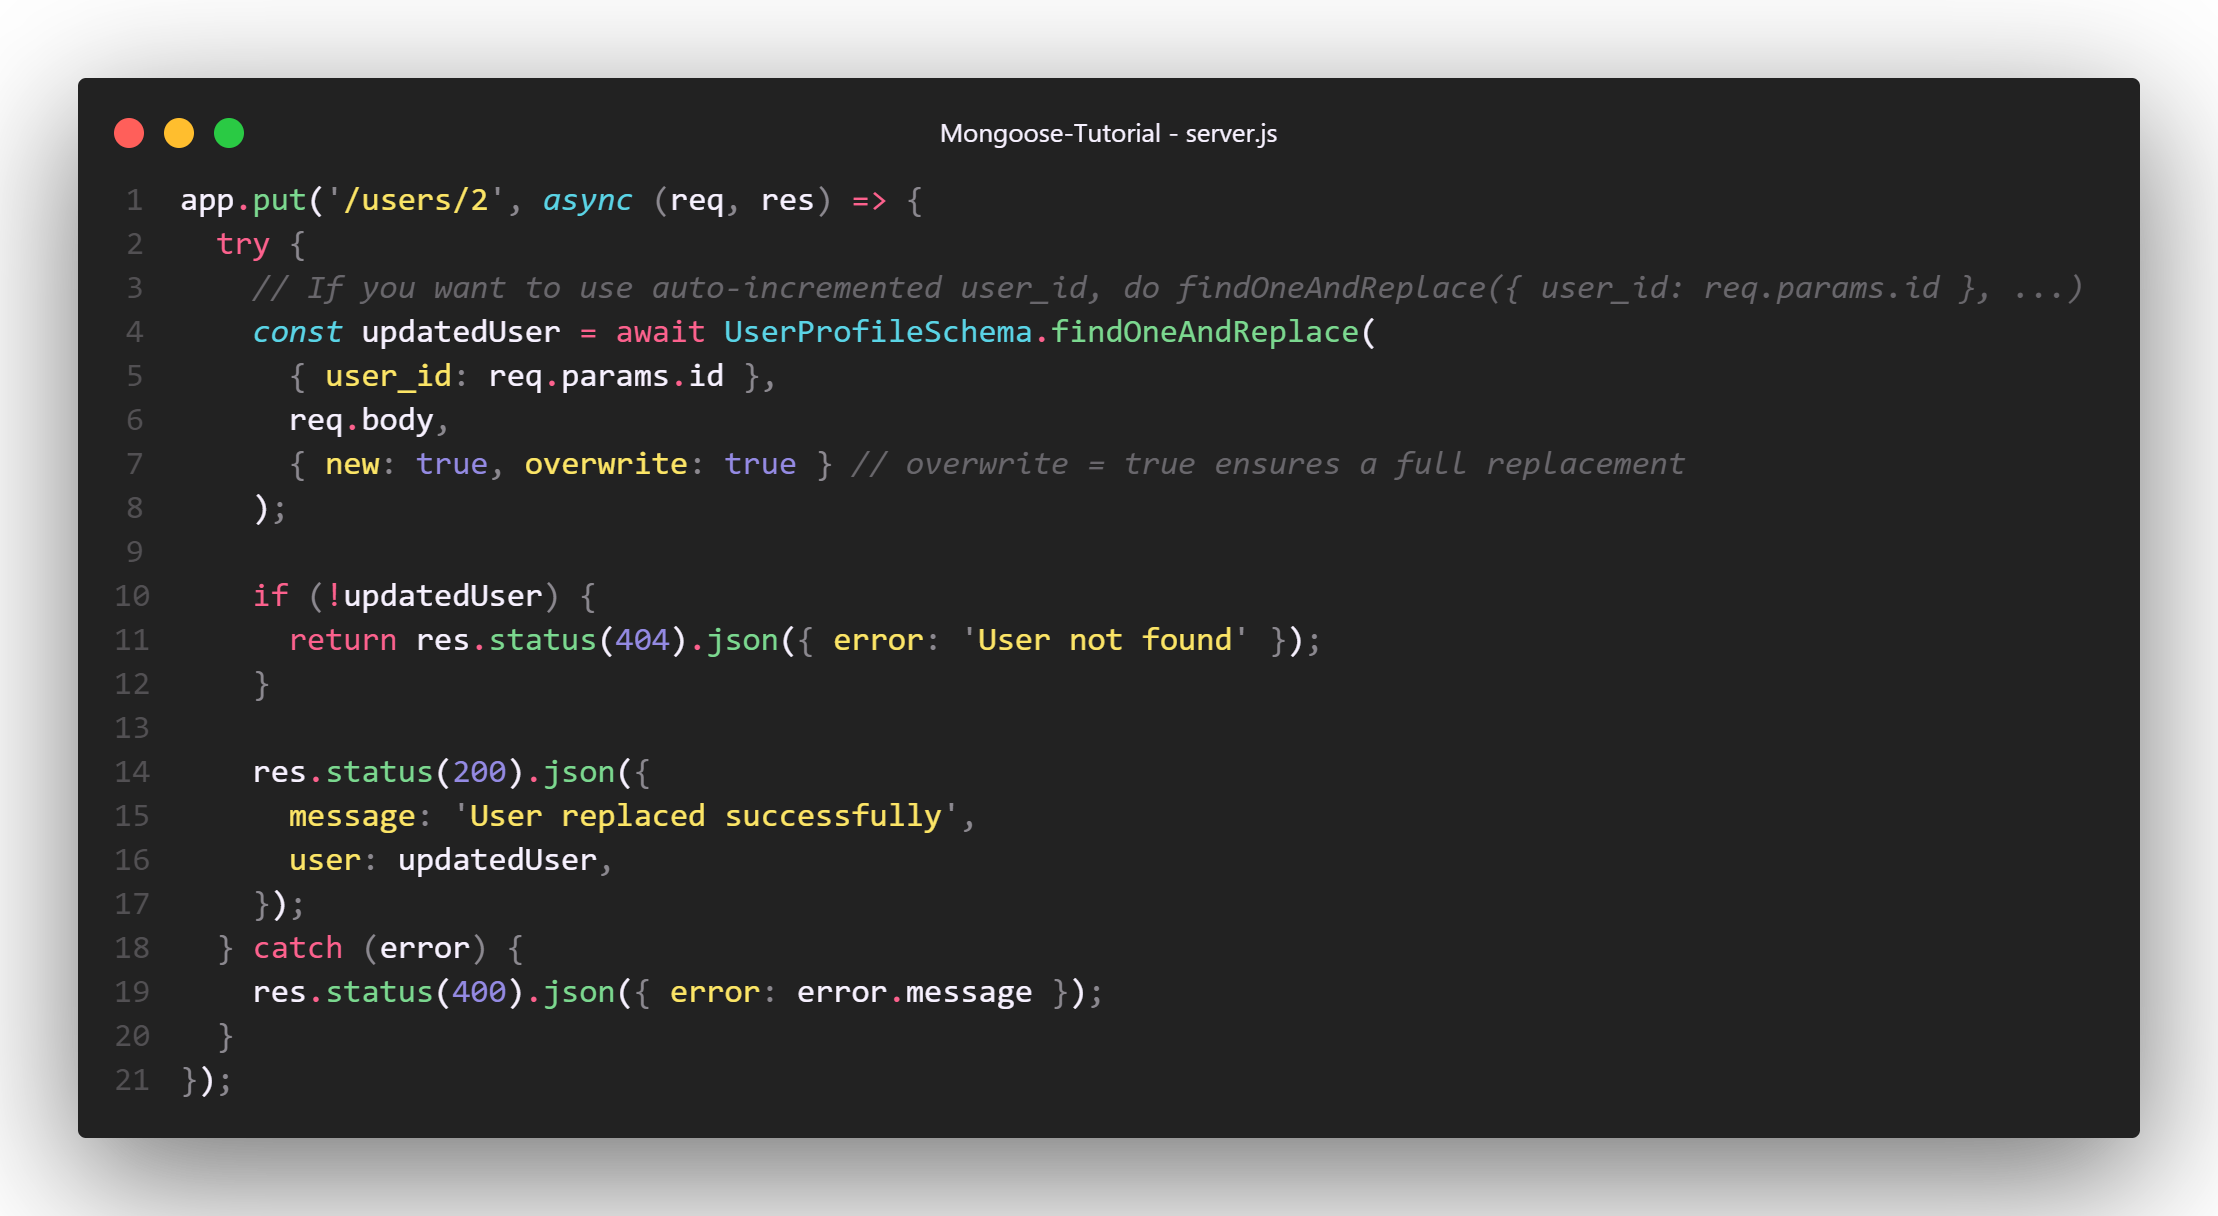 Mongoose-Tutorial - server.js
1 app.put('/users/2', async (req, res) => {
2   try {
3     // If you want to use auto-incremented user_id, do findOneAndReplace({ user_id: req.params.id }, ...)
4     const updatedUser = await UserProfileSchema.findOneAndReplace(
5       { user_id: req.params.id },
6       req.body,
7       { new: true, overwrite: true } // overwrite = true ensures a full replacement
8     );
9
10     if (!updatedUser) {
11       return res.status(404).json({ error: 'User not found' });
12     }
13
14     res.status(200).json({
15       message: 'User replaced successfully',
16       user: updatedUser,
17     });
18   } catch (error) {
19     res.status(400).json({ error: error.message });
20   }
21 });